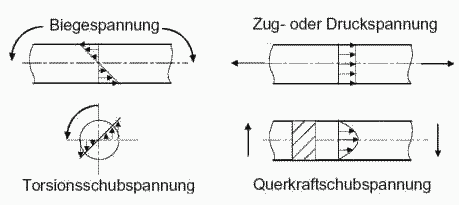 Biegespannung
Zug- oder Druckspannung
Torsionsschubspannung
Querkraftschubspannung